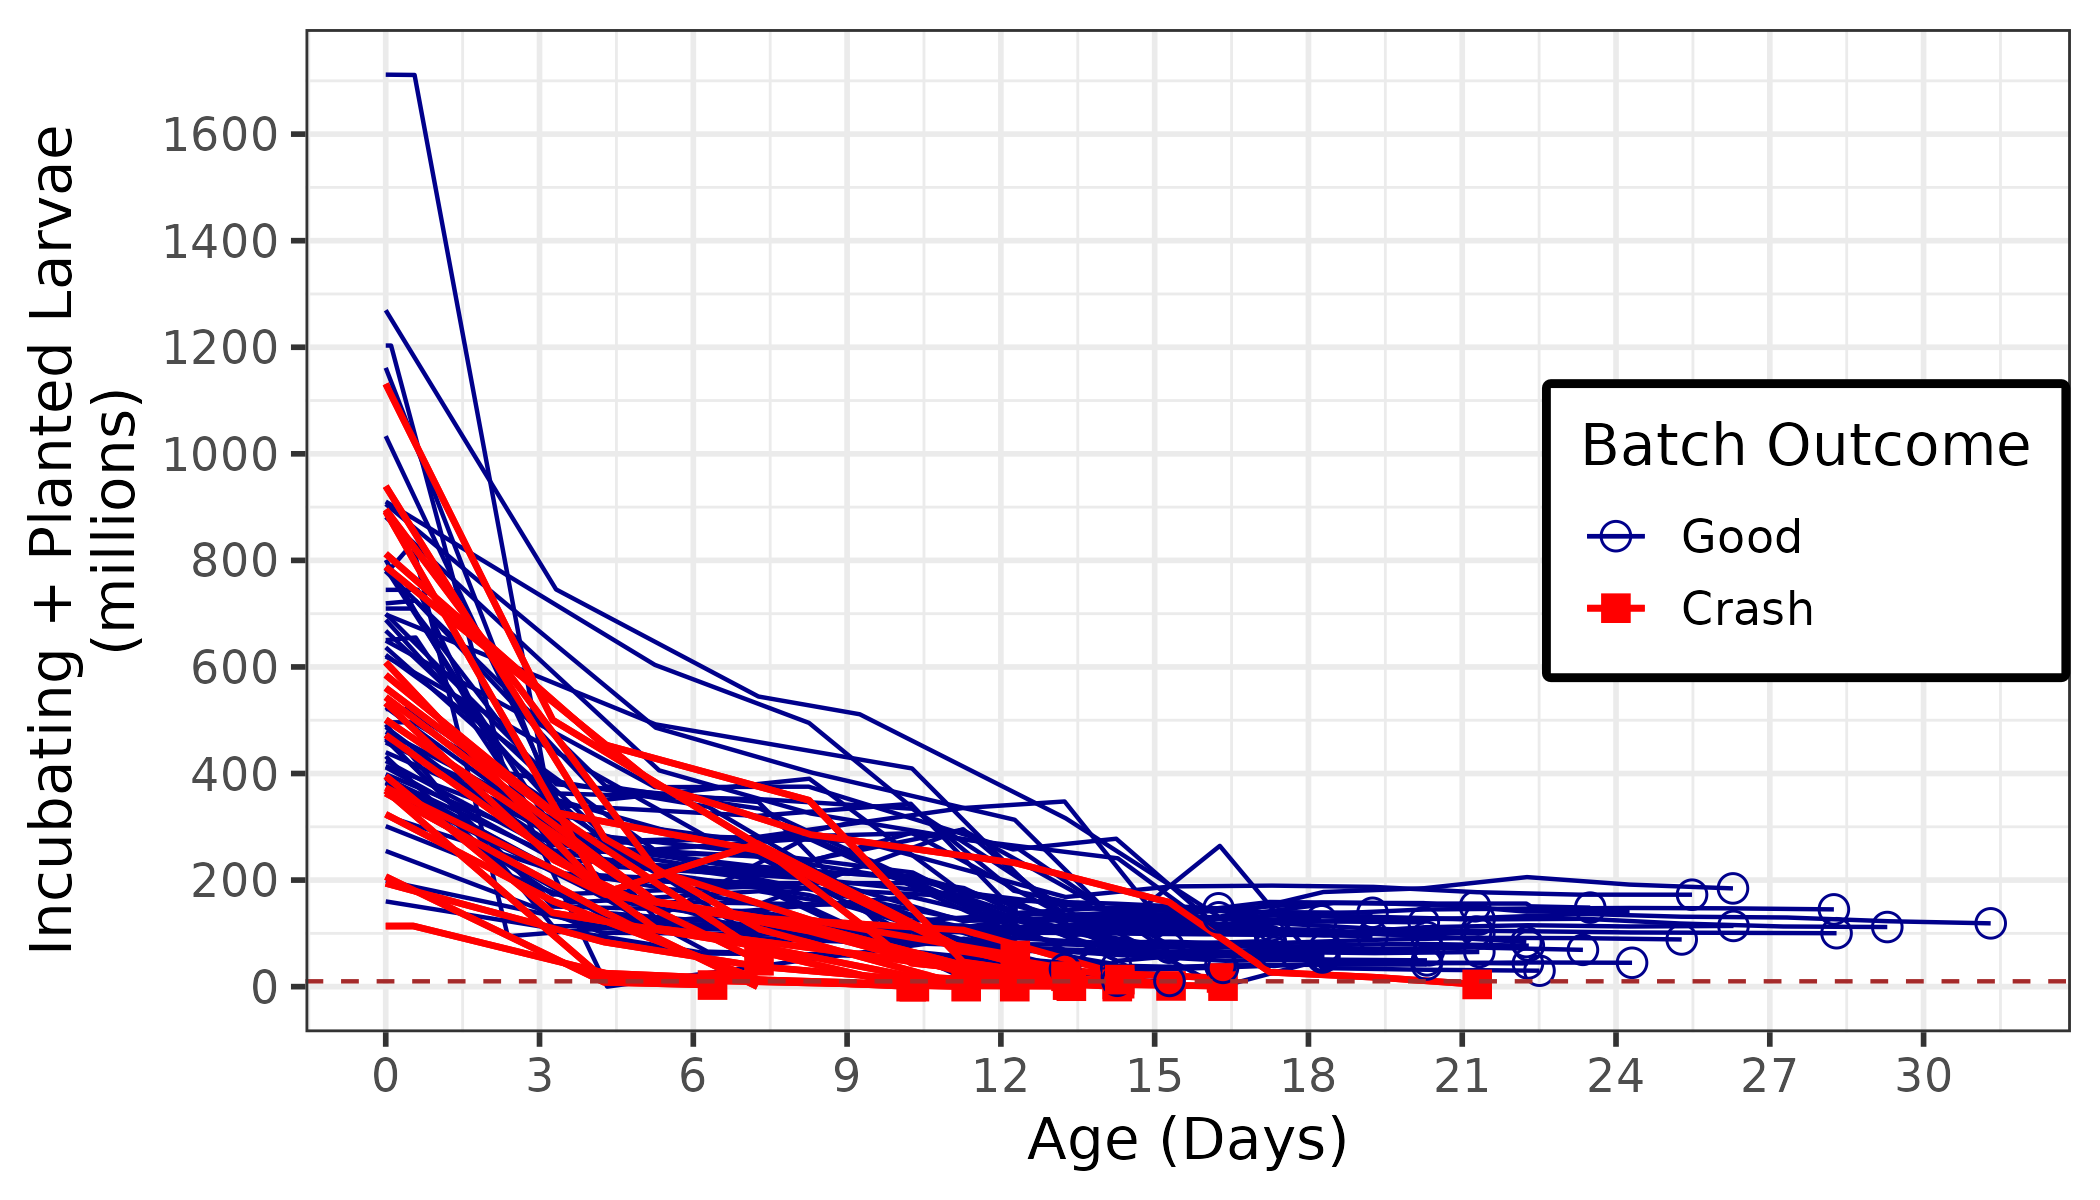 Incubating + Planted Larvae
(millions)
1600
1400
1200
1000
800
600
400
200
0
Batch Outcome
Good
Crash
0 3 6 9 12 15 18 21 24 27 30
Age (Days)